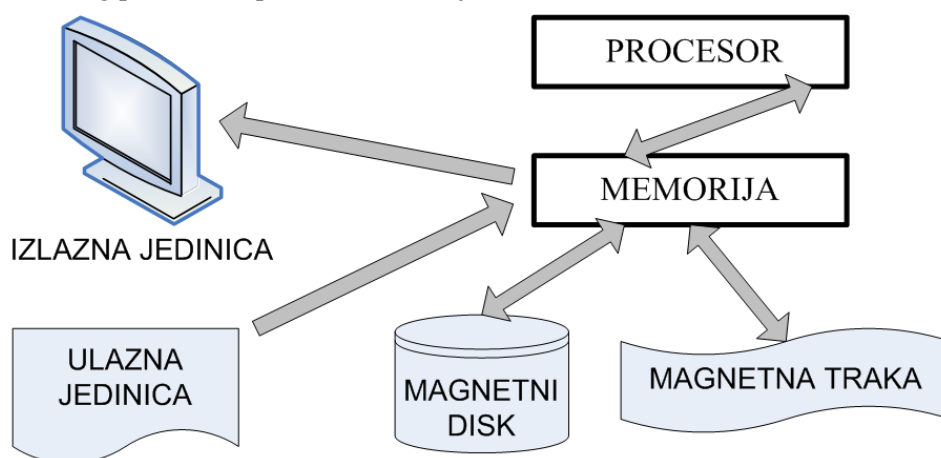 PROCESOR
MEMORIJA
IZLAZNA JEDINICA
ULAZNA
JEDINICA
MAGNETNI
DISK
MAGNETNA TRAKA